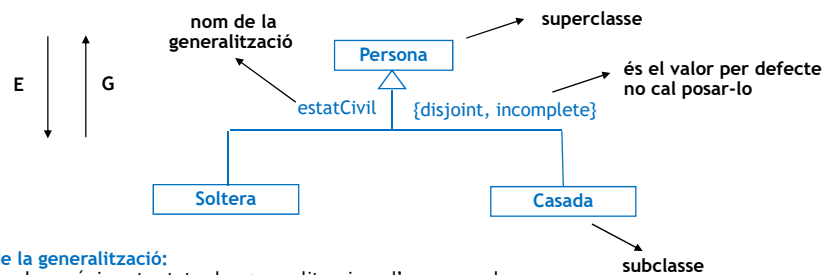 nom de la
generalització
superclasse
Persona
E
G
és el valor per defecte
no cal posar-lo
estatCivil
{disjoint, incomplete}
Soltera
Casada
de la generalització:
subclasse